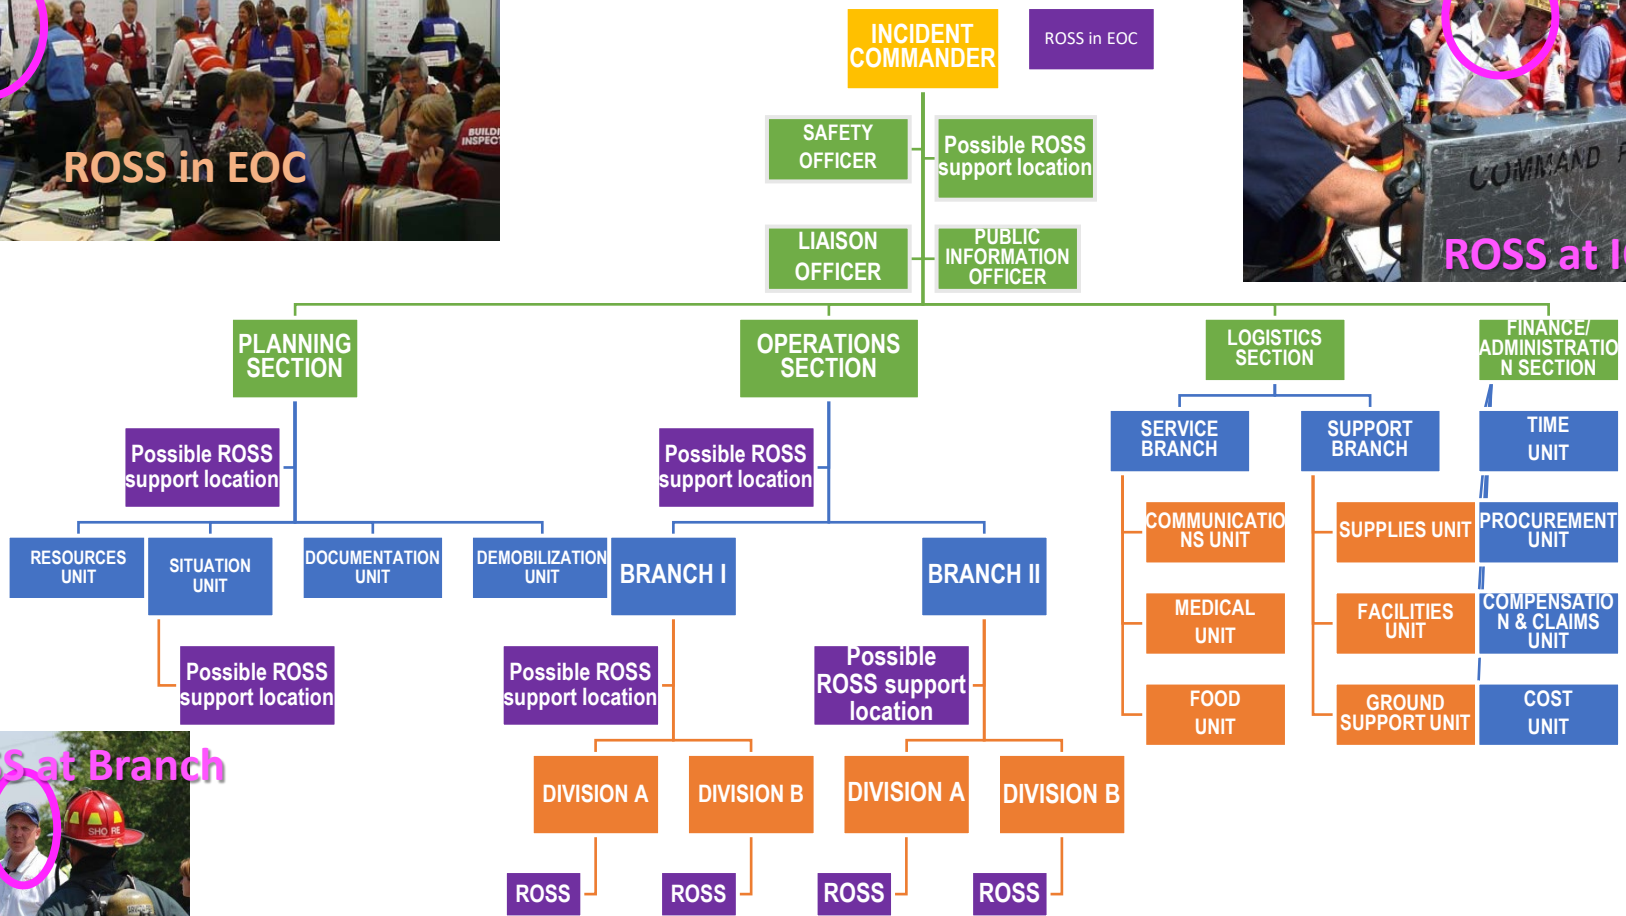 INCIDENT
COMMANDER
ROSS in EOC
BUILD
INSPEC
ROSS in EOC
COMMAND
ROSS at I
SAFETY
OFFICER
Possible ROSS
support location
LIAISON
OFFICER
PUBLIC
INFORMATION
OFFICER
PLANNING
SECTION
OPERATIONS
SECTION
LOGISTICS
SECTION
FINANCE/
ADMINISTRATIO
N SECTION
Possible ROSS
support location
Possible ROSS
support location
SERVICE
BRANCH
SUPPORT
BRANCH
TIME
UNIT
RESOURCES
UNIT
SITUATION
UNIT
DOCUMENTATION
UNIT
DEMOBILIZATION
UNIT
BRANCH I
BRANCH II
COMMUNICATIO
NS UNIT
SUPPLIES UNIT
PROCUREMENT
UNIT
MEDICAL
UNIT
FACILITIES
UNIT
COMPENSATIO
N & CLAIMS
UNIT
Possible ROSS
support location
Possible ROSS
support location
Possible
ROSS support
location
FOOD
UNIT
GROUND
SUPPORT UNIT
COST
UNIT
SS at Branch
SHO RE
DIVISION A
DIVISION B
DIVISION A
DIVISION B
ROSS
ROSS
ROSS
ROSS